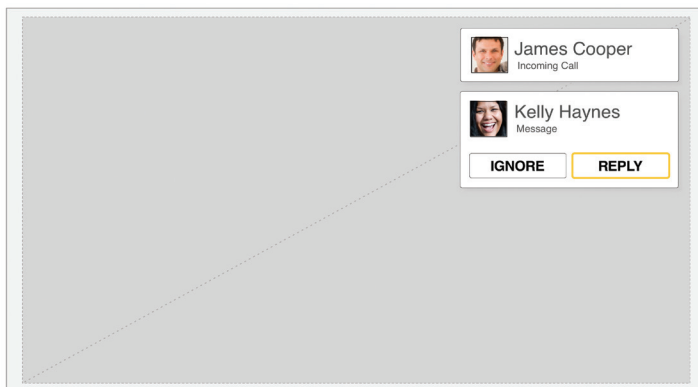 James Cooper
Incoming Call
Kelly Haynes
Message
IGNORE REPLY